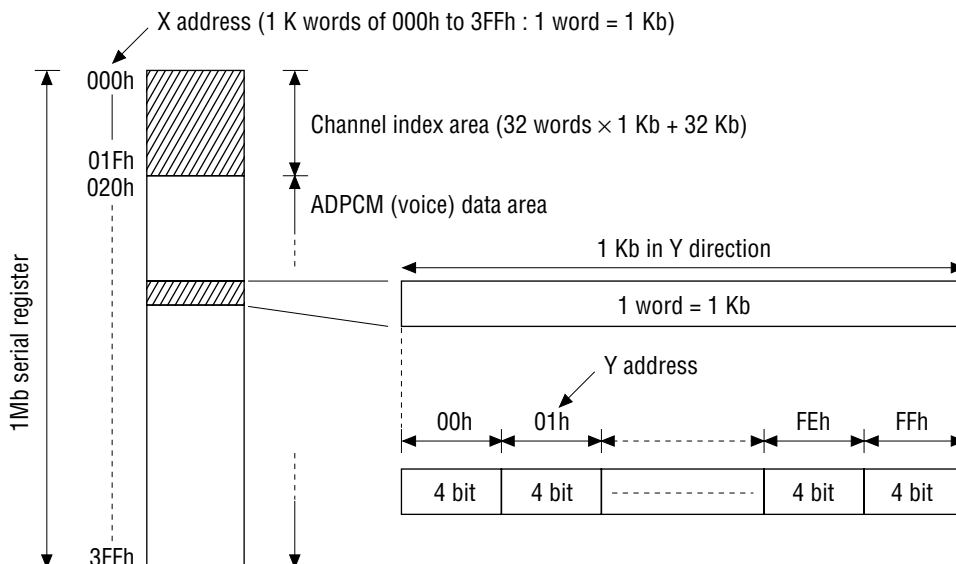 X address (1 K words of 000h to 3FFh : 1 word = 1 Kb)
000h
Channel index area (32 words × 1 Kb + 32 Kb)
01Fh
020h
ADPCM (voice) data area
1Mb serial register
1 Kb in Y direction
1 word = 1 Kb
Y address
00h 01h FEh FFh
4 bit 4 bit 4 bit 4 bit
3FFh